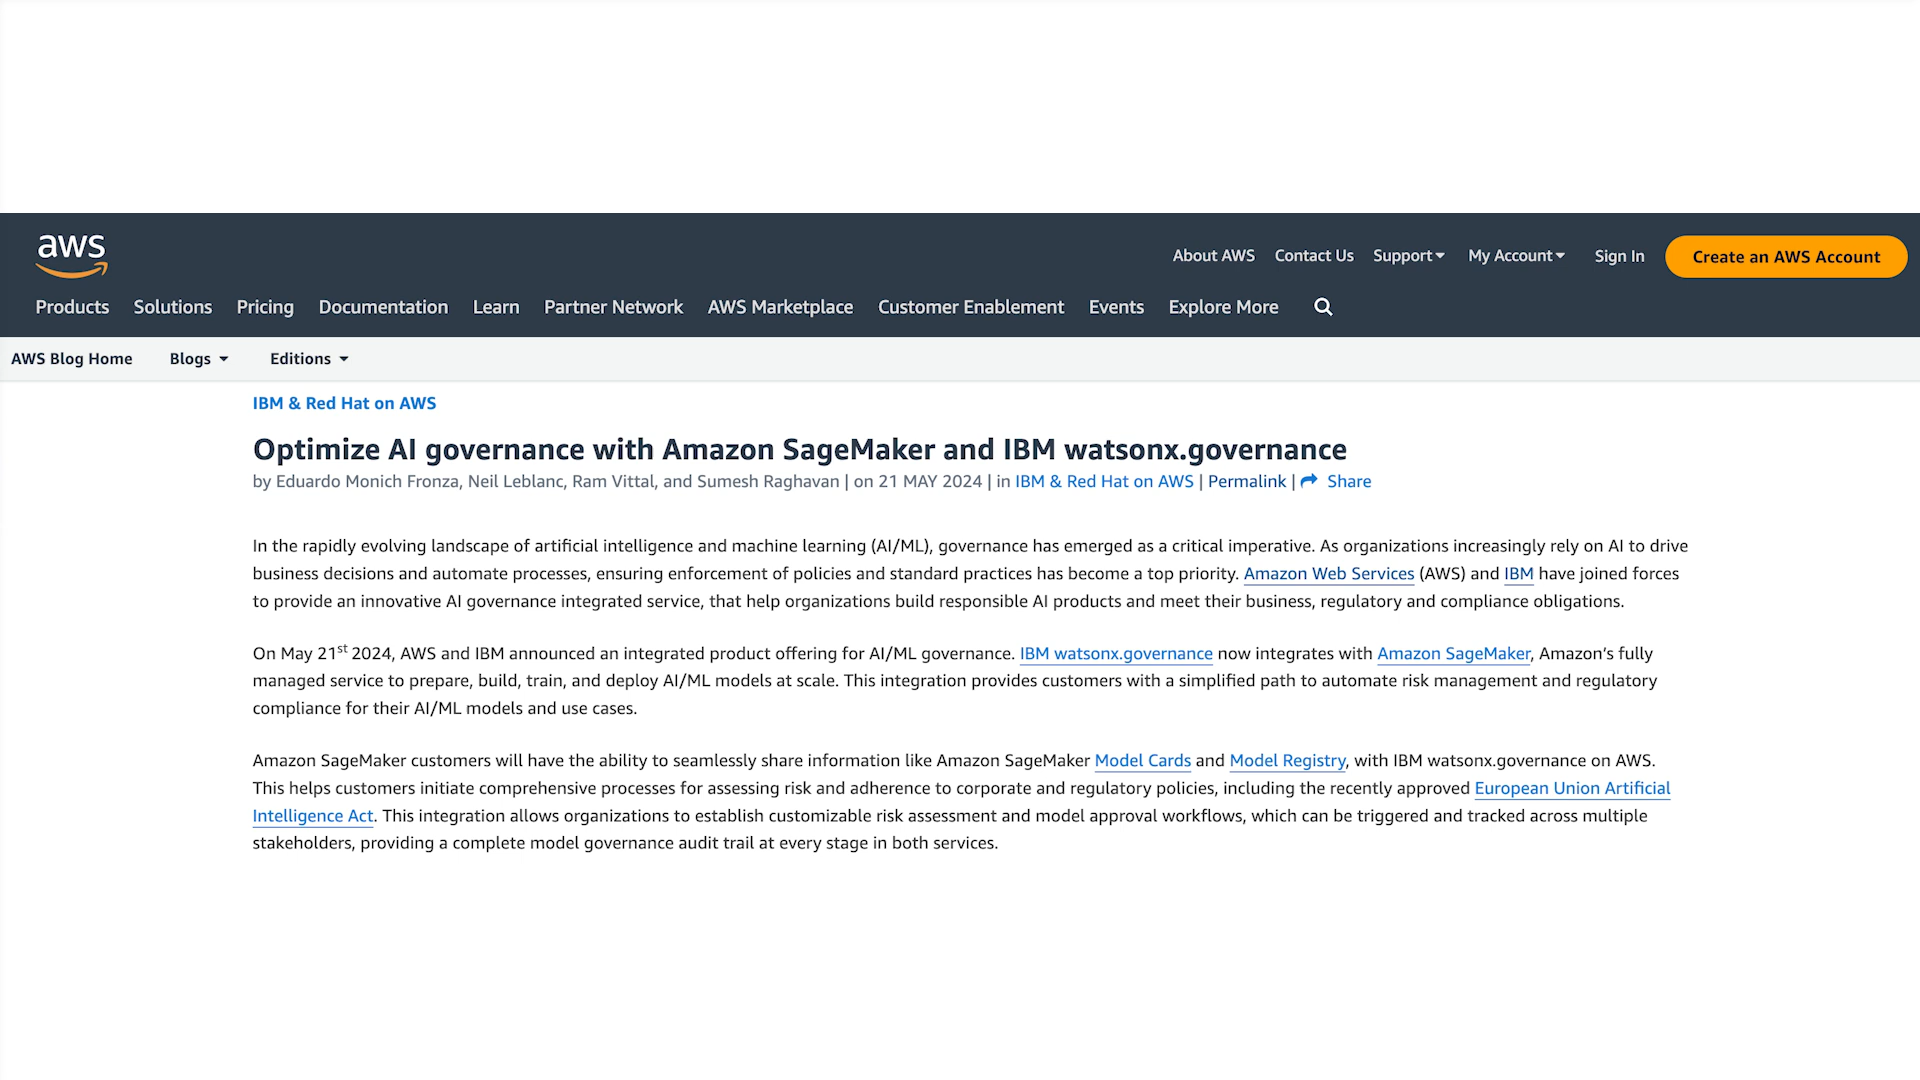 aws
About AWS Contact Us Support My Account Sign In Create an AWS Account
Products Solutions Pricing Documentation Learn Partner Network AWS Marketplace Customer Enablement Events Explore More
AWS Blog Home Blogs Editions
IBM & Red Hat on AWS
Optimize AI governance with Amazon SageMaker and IBM watsonx.governance
by Eduardo Monich Fronza, Neil Leblanc, Ram Vittal, and Sumesh Raghavan | on 21 MAY 2024 | in IBM & Red Hat on AWS | Permalink | Share
In the rapidly evolving landscape of artificial intelligence and machine learning (AI/ML), governance has emerged as a critical imperative. As organizations increasingly rely on AI to drive
business decisions and automate processes, ensuring enforcement of policies and standard practices has become a top priority. Amazon Web Services (AWS) and IBM have joined forces
to provide an innovative AI governance integrated service, that help organizations build responsible AI products and meet their business, regulatory and compliance obligations.
On May 21st 2024, AWS and IBM announced an integrated product offering for AI/ML governance. IBM watsonx.governance now integrates with Amazon SageMaker, Amazon’s fully
managed service to prepare, build, train, and deploy AI/ML models at scale. This integration provides customers with a simplified path to automate risk management and regulatory
compliance for their AI/ML models and use cases.
Amazon SageMaker customers will have the ability to seamlessly share information like Amazon SageMaker Model Cards and Model Registry, with IBM watsonx.governance on AWS.
This helps customers initiate comprehensive processes for assessing risk and adherence to corporate and regulatory policies, including the recently approved European Union Artificial
Intelligence Act. This integration allows organizations to establish customizable risk assessment and model approval workflows, which can be triggered and tracked across multiple
stakeholders, providing a complete model governance audit trail at every stage in both services.